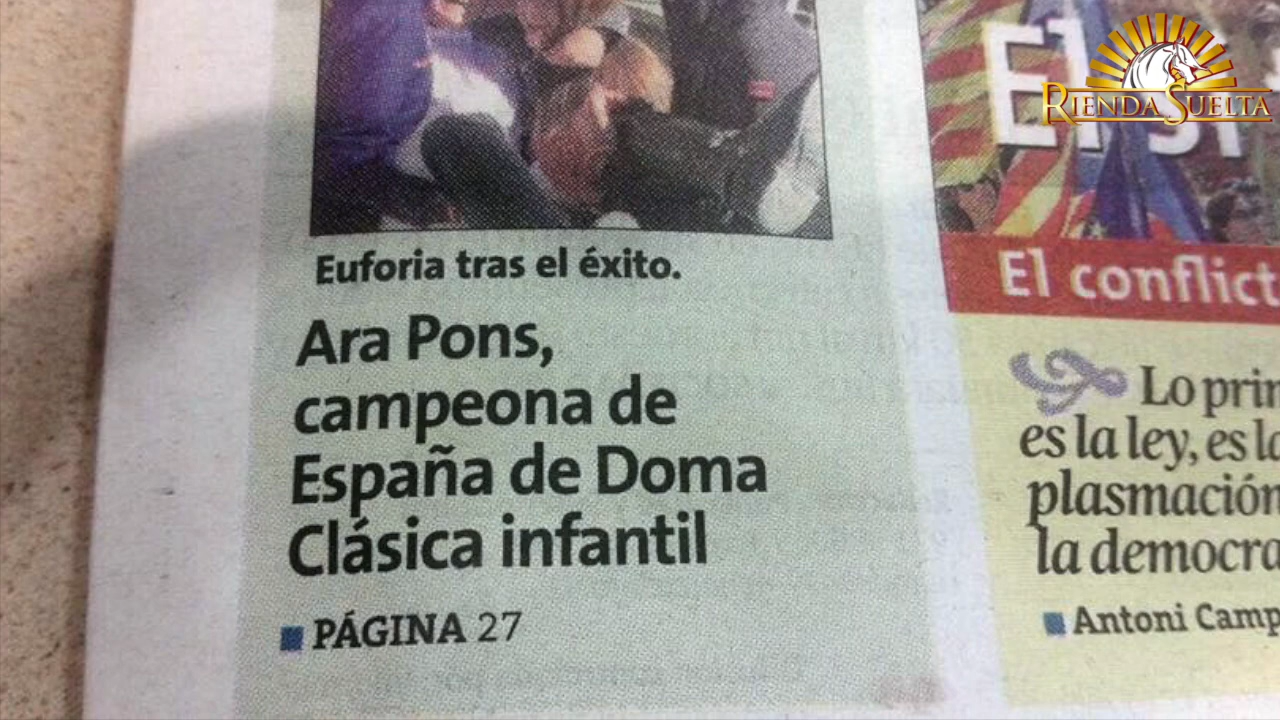 Euforia tras el éxito.
Ara Pons,
campeona de
España de Doma
Clásica infantil
PÁGINA 27
RIENDA SUELTA
El
El conflict
Lo prin
es la ley, es la
plasmación
la democra
Antoni Camp